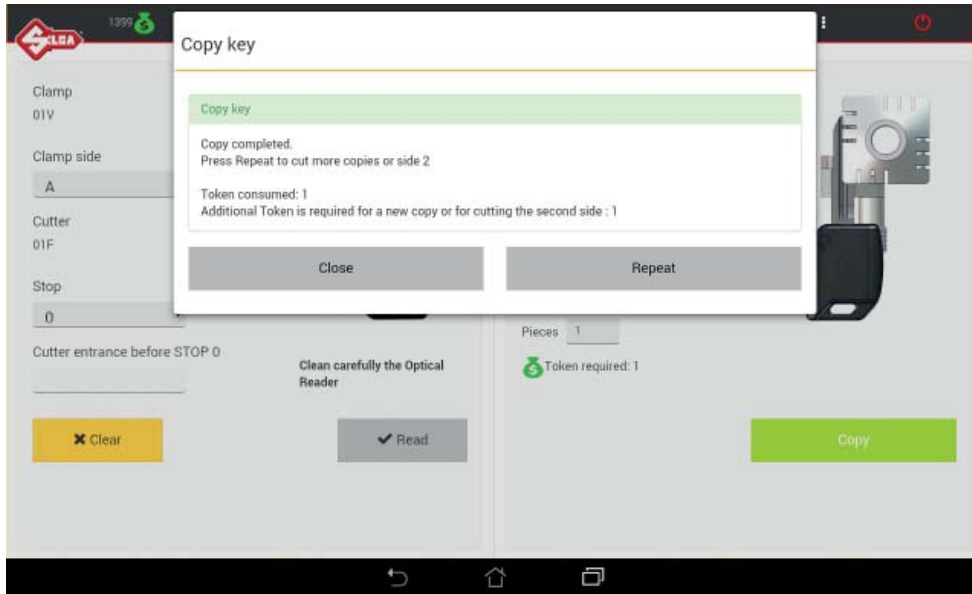 SILCA
1399
Copy key
Copy key
Copy completed.
Press Repeat to cut more copies or side 2
Token consumed: 1
Additional Token is required for a new copy or for cutting the second side : 1
Close
Repeat
Clamp
01V
Clamp side
A
Cutter
01F
Stop
0
Cutter entrance before STOP 0
Clean carefully the Optical
Reader
Clear
Read
Pieces 1
Token required: 1
Copy